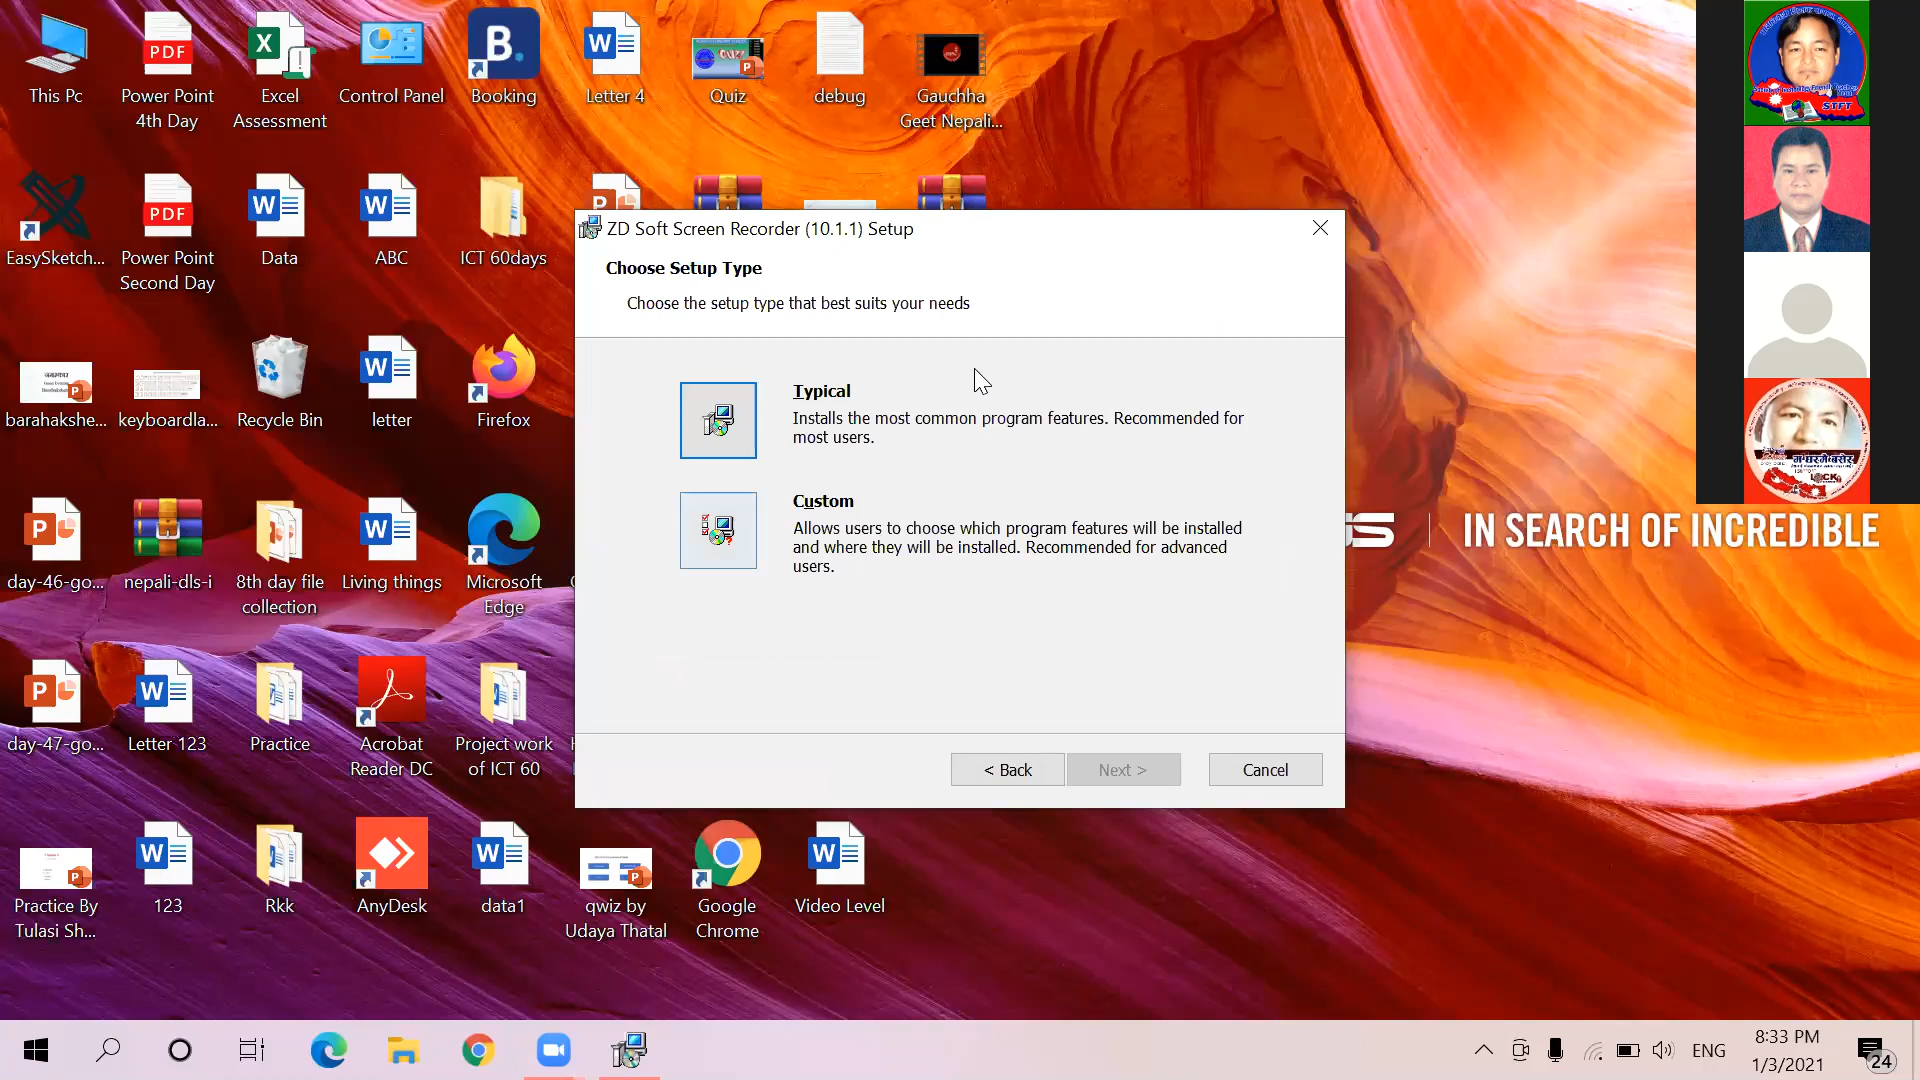 This Pc
Power Point
4th Day
Excel
Assessment
Control Panel
Booking
Letter 4
Quiz
debug
Gauchha
Geet Nepali...
EasySketch...
Power Point
Second Day
Data
ABC
ICT 60days
ZD Soft Screen Recorder (10.1.1) Setup
Choose Setup Type
Choose the setup type that best suits your needs
Typical
Installs the most common program features. Recommended for
most users.
Custom
Allows users to choose which program features will be installed
and where they will be installed. Recommended for advanced
users.
< Back
Next >
Cancel
barahakshe...
keyboardla...
Recycle Bin
letter
Firefox
day-46-go...
nepali-dls-i
8th day file
collection
Living things
Microsoft
Edge
IN SEARCH OF INCREDIBLE
day-47-go...
Letter 123
Practice
Acrobat
Reader DC
Project work
of ICT 60
Practice By
Tulasi Sh...
123
Rkk
AnyDesk
data1
qwiz by
Udaya Thatal
Google
Chrome
Video Level
PDF
PDF
STFT
ENG
8:33 PM
1/3/2021
24